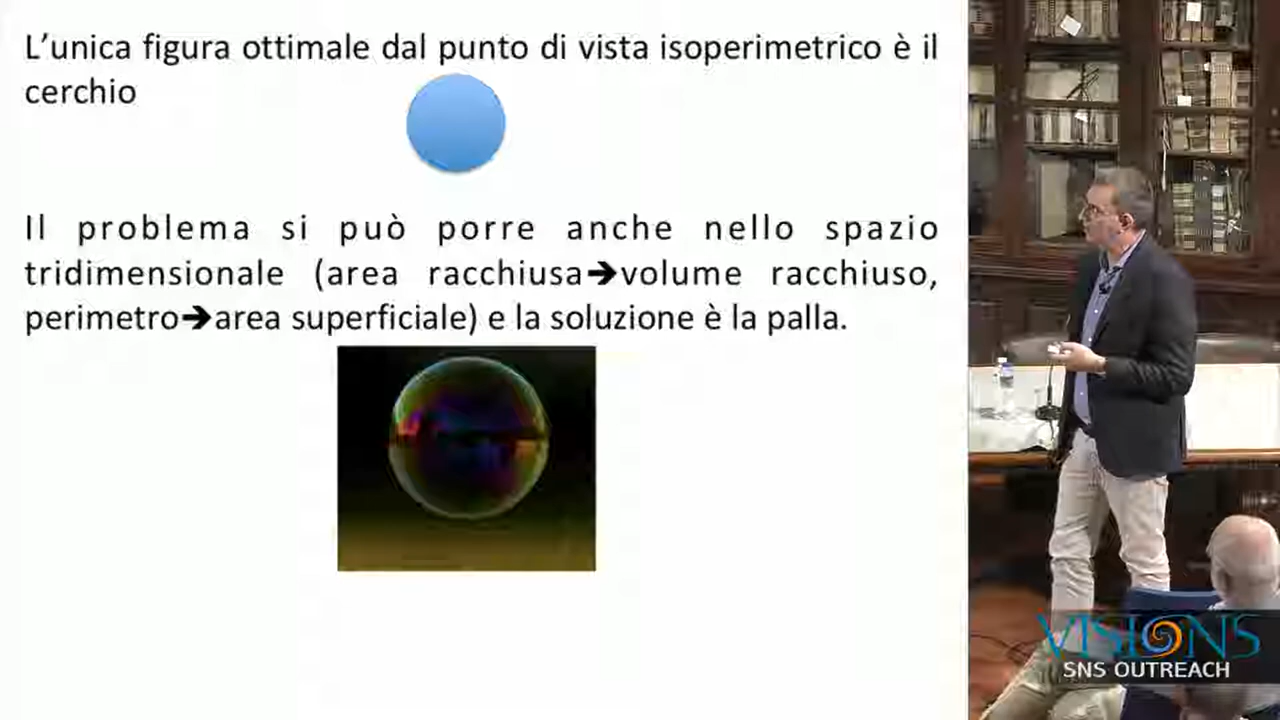 L'unica figura ottimale dal punto di vista isoperimetrico è il
cerchio
Il problema si può porre anche nello spazio
tridimensionale (area racchiusa➔volume racchiuso,
perimetro➔area superficiale) e la soluzione è la palla.
VISIONS
SNS OUTREACH